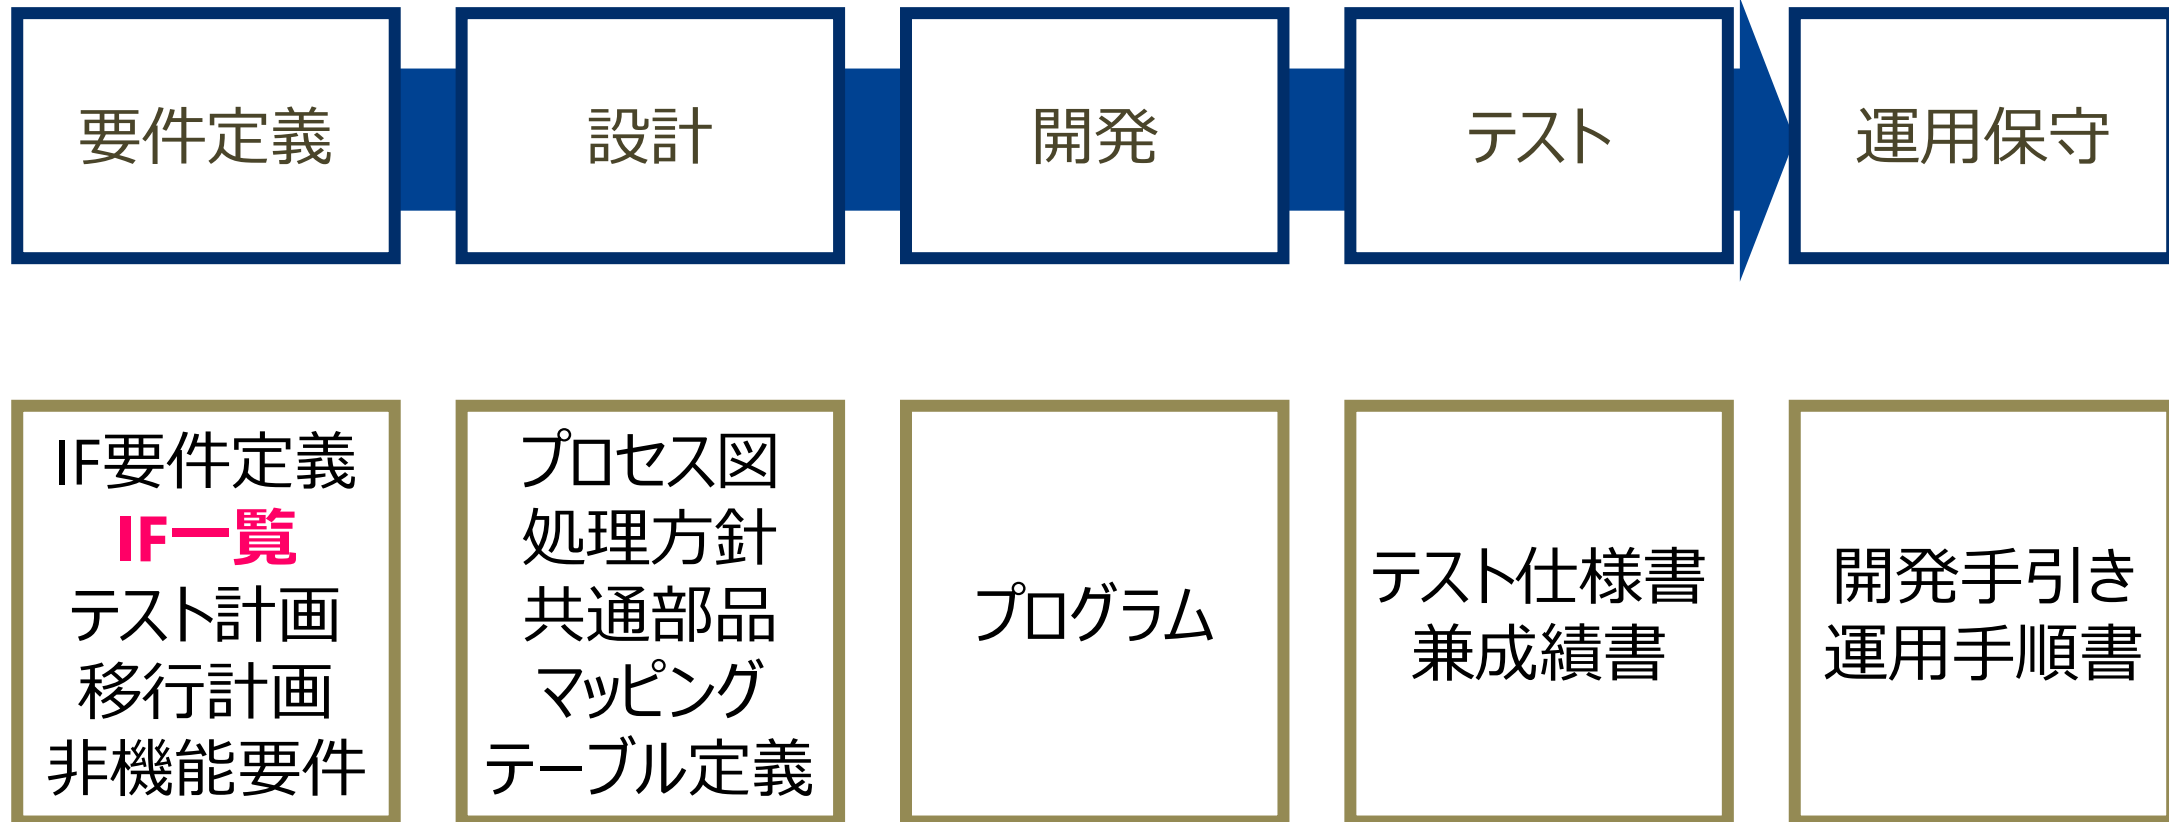 要件定義
設計
開発
テスト
運用保守
IF要件定義
IF一覧
テスト計画
移行計画
非機能要件
プロセス図
処理方針
共通部品
マッピング
テーブル定義
プログラム
テスト仕様書
兼成績書
開発手引き
運用手順書